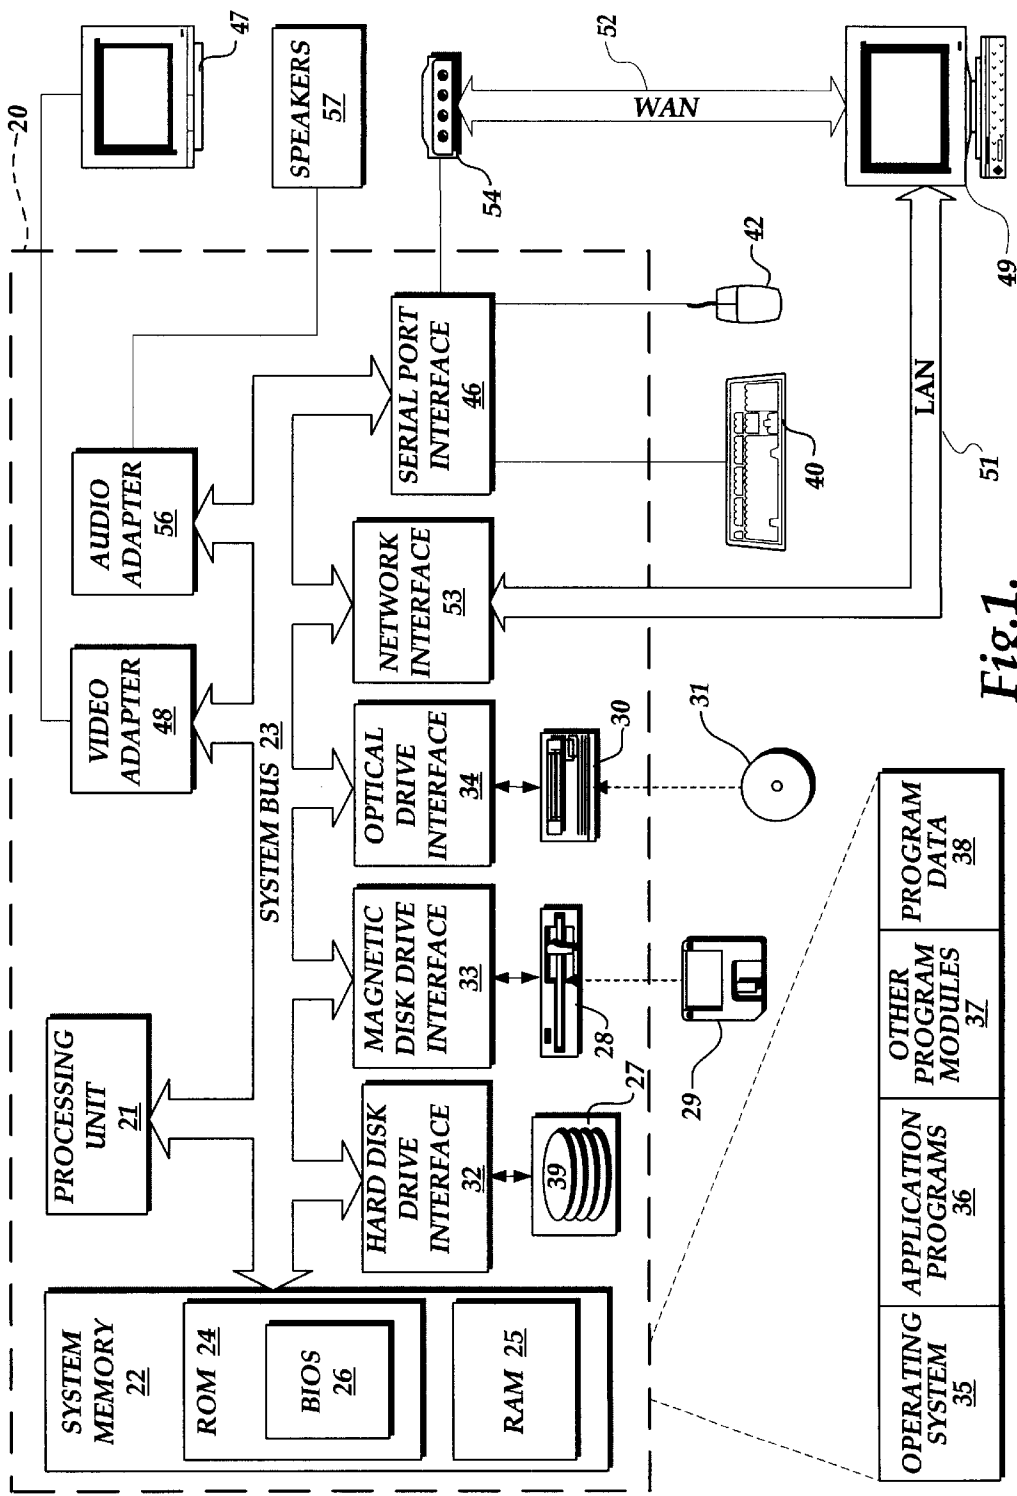 20
47
SYSTEM
MEMORY
22
ROM 24
BIOS
26
RAM 25
PROCESSING
UNIT
21
VIDEO
ADAPTER
48
AUDIO
ADAPTER
56
SPEAKERS
57
SYSTEM BUS 23
HARD DISK
DRIVE
INTERFACE
32
MAGNETIC
DISK DRIVE
INTERFACE
33
OPTICAL
DRIVE
INTERFACE
34
NETWORK
INTERFACE
53
SERIAL PORT
INTERFACE
46
54
52
WAN
39
27
28
30
42
29
31
40
LAN
51
49
OPERATING
SYSTEM
35
APPLICATION
PROGRAMS
36
OTHER
PROGRAM
MODULES
37
PROGRAM
DATA
38
Fig.1.